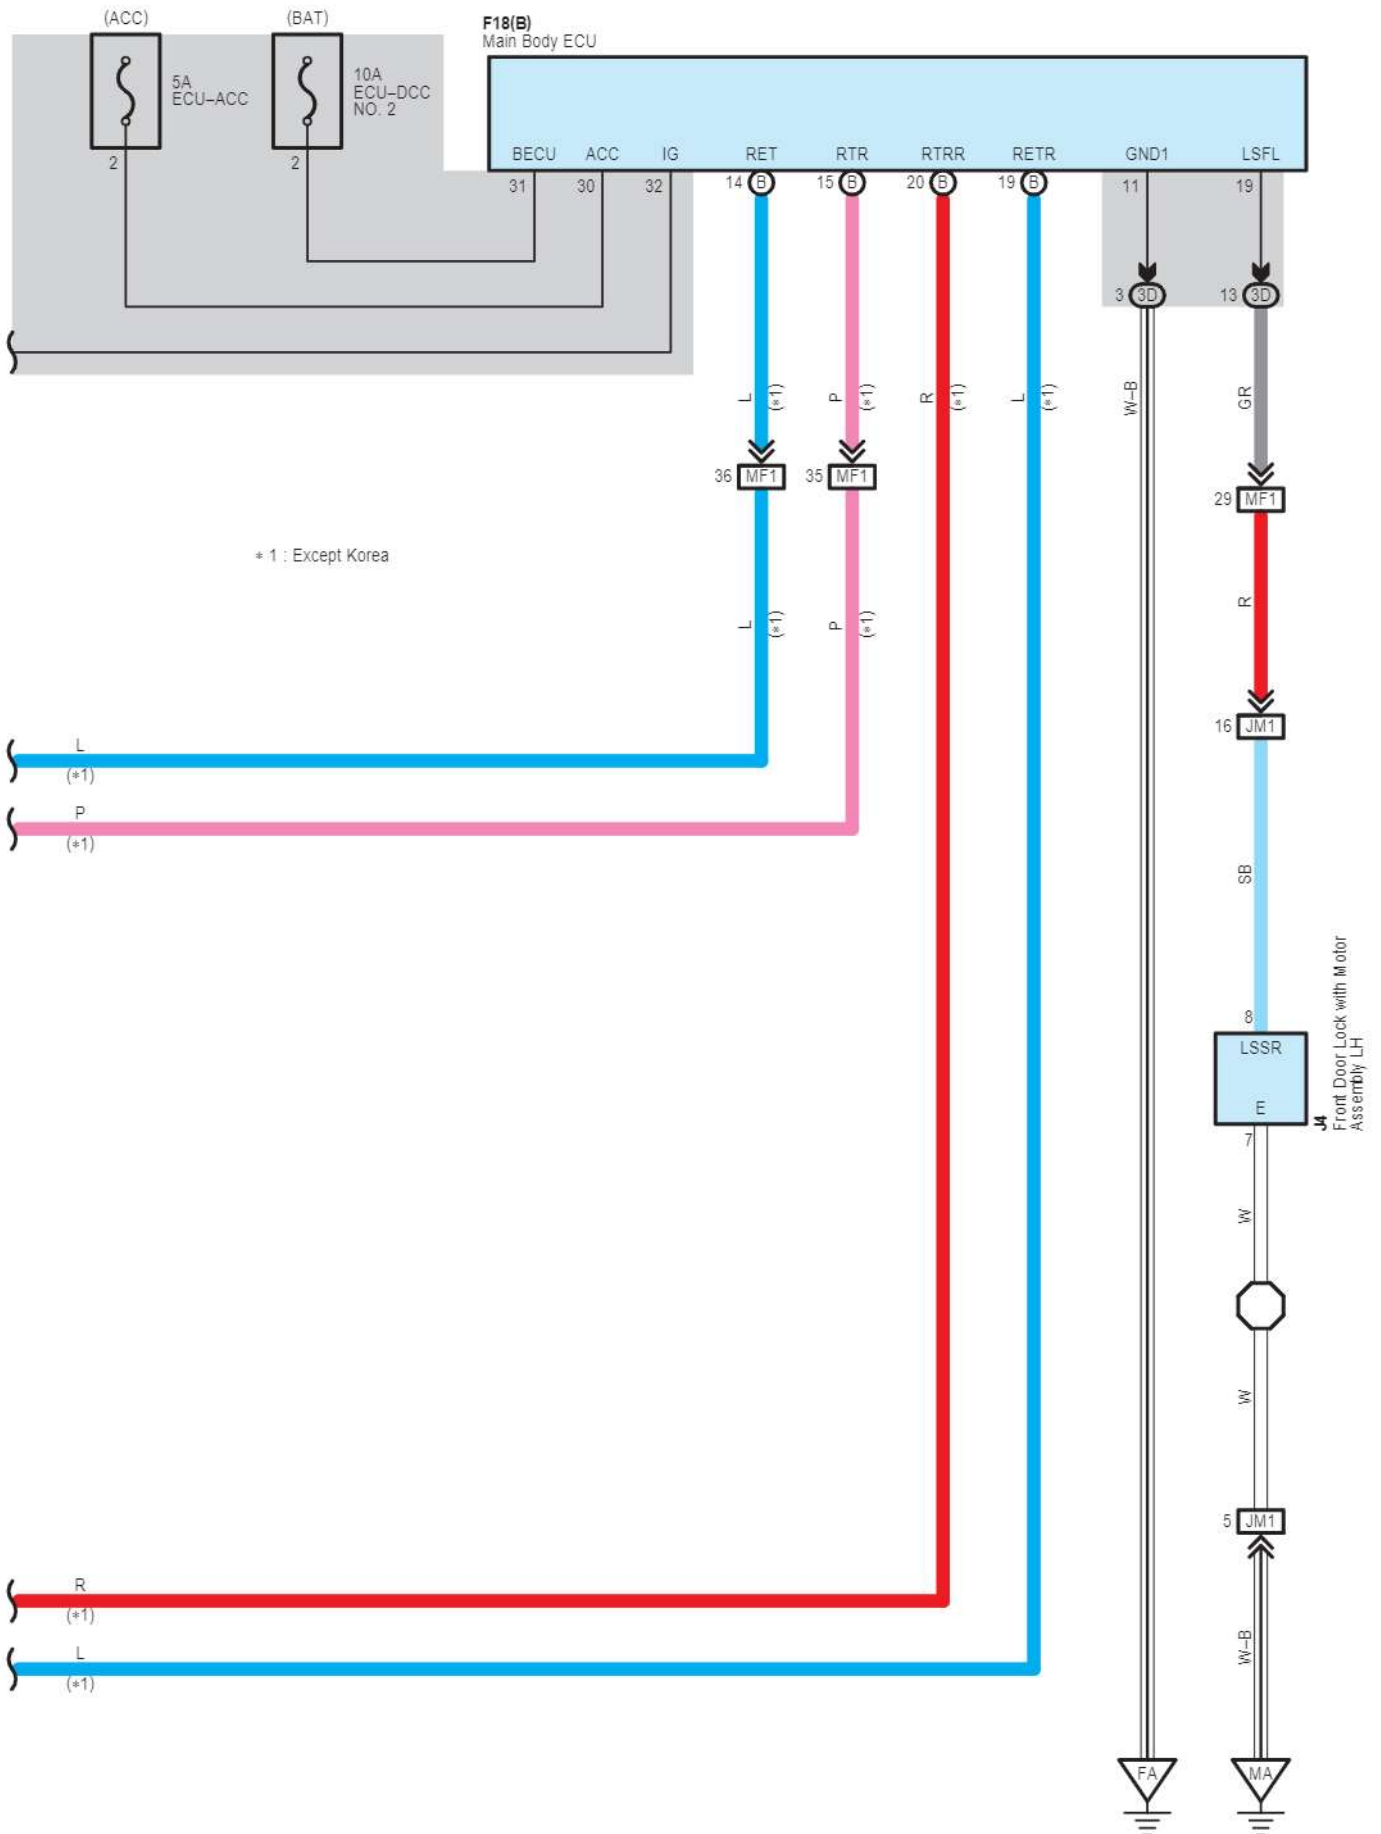 (ACC)
(BAT)
F18(B)
Main Body ECU
5A
ECU–ACC
10A
ECU–DCC
NO. 2
2
2
BECU ACC IG RET RTR RTRR RETR GND1 LSFL
31 30 32 14 B 15 B 20 B 19 B 11 19
3 3D 13 3D
L (∗1) P (∗1) R (∗1) L (∗1) W–B GR
36 MF1 35 MF1
29 MF1
∗ 1 : Except Korea
L (∗1) P (∗1) R
16 JM1
L
(∗1)
P
(∗1)
SB
8
LSSR
E
7
J4
Front Door Lock with Motor
Assembly LH
W
W
5 JM1
R
(∗1)
L
(∗1)
W–B
FA MA